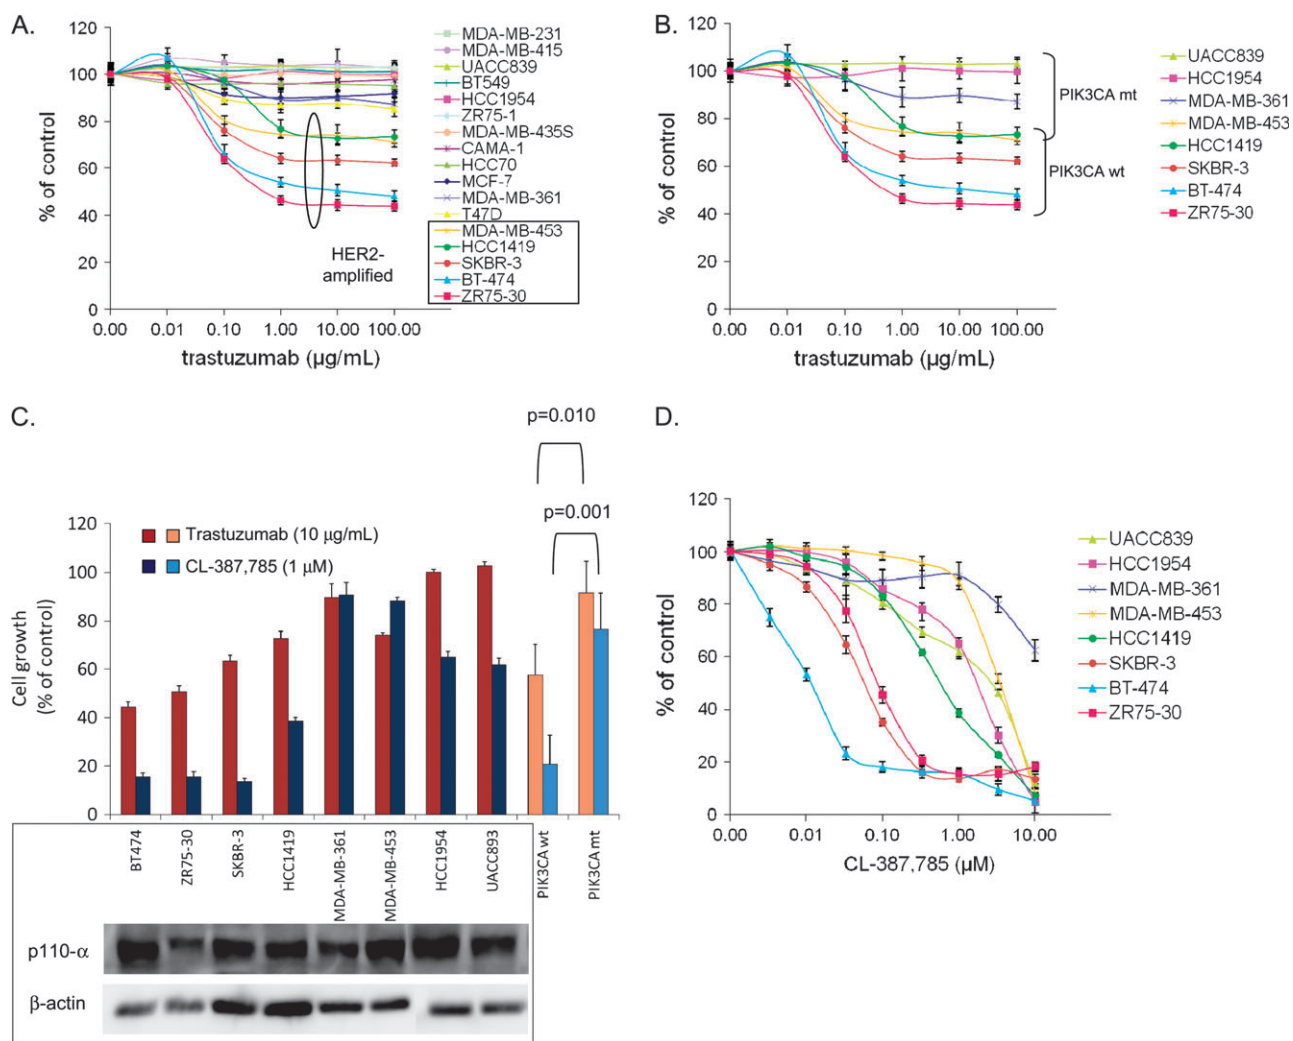 A.
120
100
80
60
40
20
0
% of control
0.00 0.01 0.10 1.00 10.00 100.00
trastuzumab (µg/mL)
HER2-
amplified
MDA-MB-231
MDA-MB-415
UACC839
BT549
HCC1954
ZR75-1
MDA-MB-435S
CAMA-1
HCC70
MCF-7
MDA-MB-361
T47D
MDA-MB-453
HCC1419
SKBR-3
BT-474
ZR75-30
B.
120
100
80
60
40
20
0
% of control
0.00 0.01 0.10 1.00 10.00 100.00
trastuzumab (µg/mL)
PIK3CA mt
PIK3CA wt
UACC839
HCC1954
MDA-MB-361
MDA-MB-453
HCC1419
SKBR-3
BT-474
ZR75-30
C.
p=0.010
p=0.001
Trastuzumab (10 µg/mL)
CL-387,785 (1 µM)
120
100
80
60
40
20
0
Cell growth
(% of control)
BT474
ZR75-30
SKBR-3
HCC1419
MDA-MB-361
MDA-MB-453
HCC1954
UACC893
PIK3CA wt
PIK3CA mt
p110-α
β-actin
D.
120
100
80
60
40
20
0
% of control
0.00 0.01 0.10 1.00 10.00
CL-387,785 (µM)
UACC839
HCC1954
MDA-MB-361
MDA-MB-453
HCC1419
SKBR-3
BT-474
ZR75-30